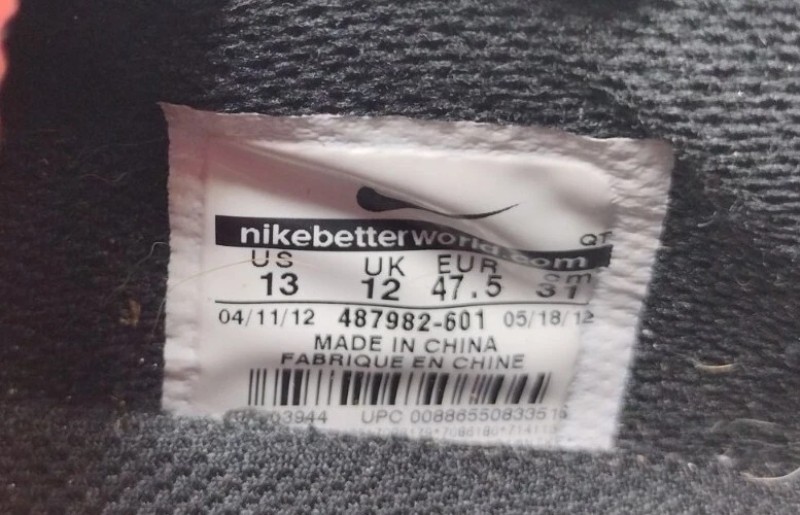 nikebetterworld.com
QT
US UK EUR cm
13 12 47.5 31
04/11/12 487982-601 05/18/12
MADE IN CHINA
FABRIQUE EN CHINE
UPC